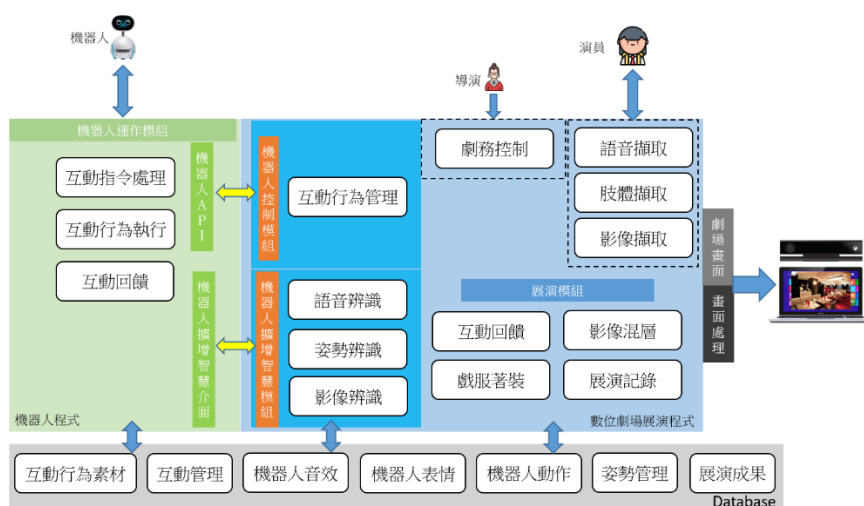 機器人
導演
演員
機器人運作模組
互動指令處理
互動行為執行
互動回饋
機器人API
機器人擴增智慧介面
機器人程式
機器人控制模組
互動行為管理
機器人擴增智慧模組
語音辨識
姿勢辨識
影像辨識
劇務控制
語音擷取
肢體擷取
影像擷取
展演模組
互動回饋
影像混層
戲服著裝
展演記錄
數位劇場展演程式
劇場畫面
畫面處理
互動行為素材
互動管理
機器人音效
機器人表情
機器人動作
姿勢管理
展演成果
Database